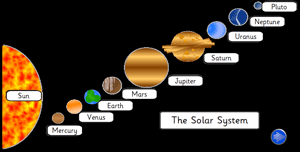 Pluto
Neptune
Uranus
Saturn
Jupiter
Mars
Earth
Venus
Mercury
Sun
The Solar System